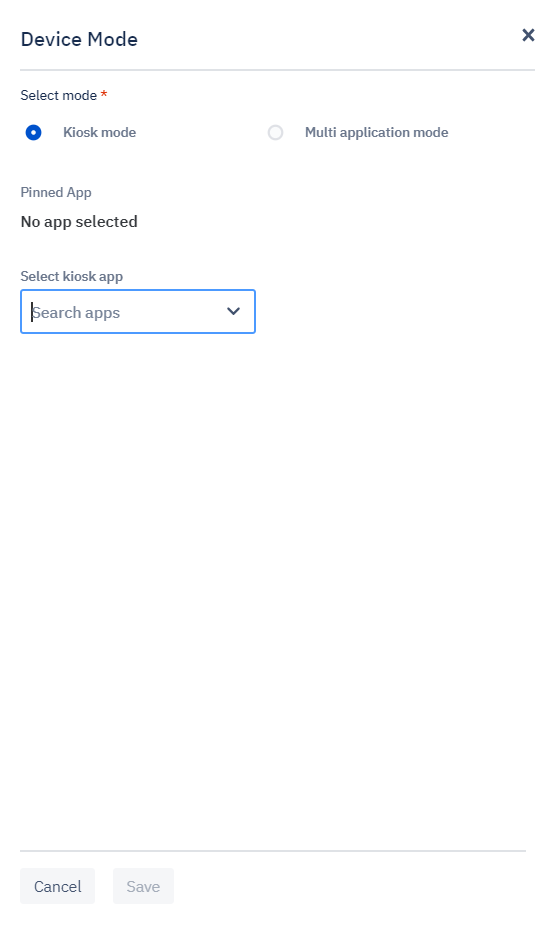 Device Mode
Select mode *
Kiosk mode
Multi application mode
Pinned App
No app selected
Select kiosk app
Search apps
Cancel
Save